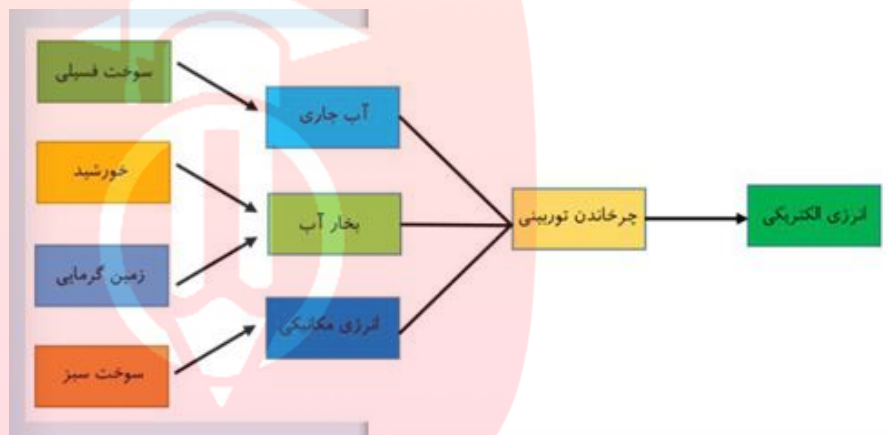 سوخت فسیلی
خورشید
زمین گرمایی
سوخت سبز
آب جاری
بخار آب
انرژی مکانیکی
چرخاندن توربینی
انرژی الکتریکی